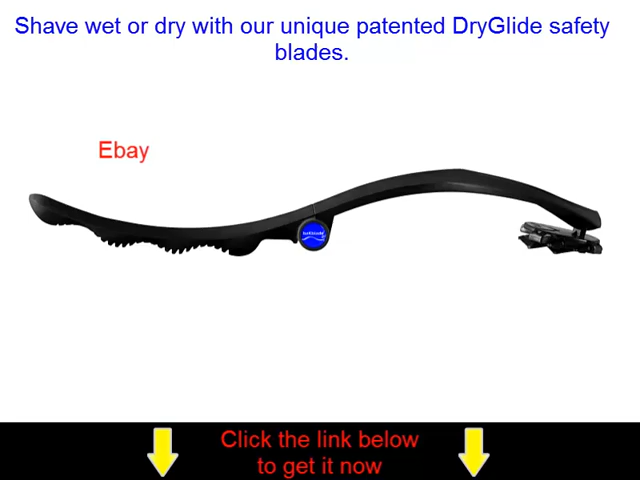 Shave wet or dry with our unique patented DryGlide safety
blades.
Ebay
Click the link below
to get it now